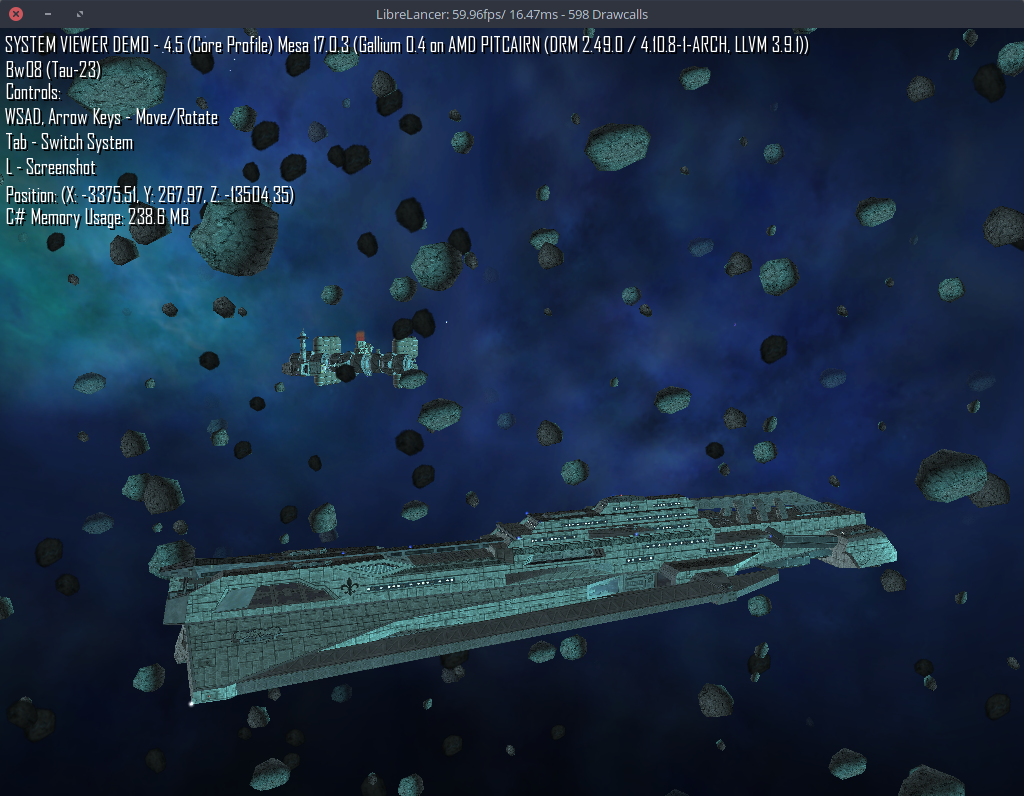 LibreLancer: 59.96fps/ 16.47ms - 598 Drawcalls
SYSTEM VIEWER DEMO - 4.5 (Core Profile) Mesa 17.0.3 (Gallium 0.4 on AMD PITCAIRN (DRM 2.49.0 / 4.10.8-1-ARCH, LLVM 3.9.1))
Bw08 (Tau-23)
Controls:
WSAD, Arrow Keys - Move/Rotate
Tab - Switch System
L - Screenshot
Position: (X: -3375.51, Y: 267.97, Z: -13504.35)
C# Memory Usage: 238.6 MB